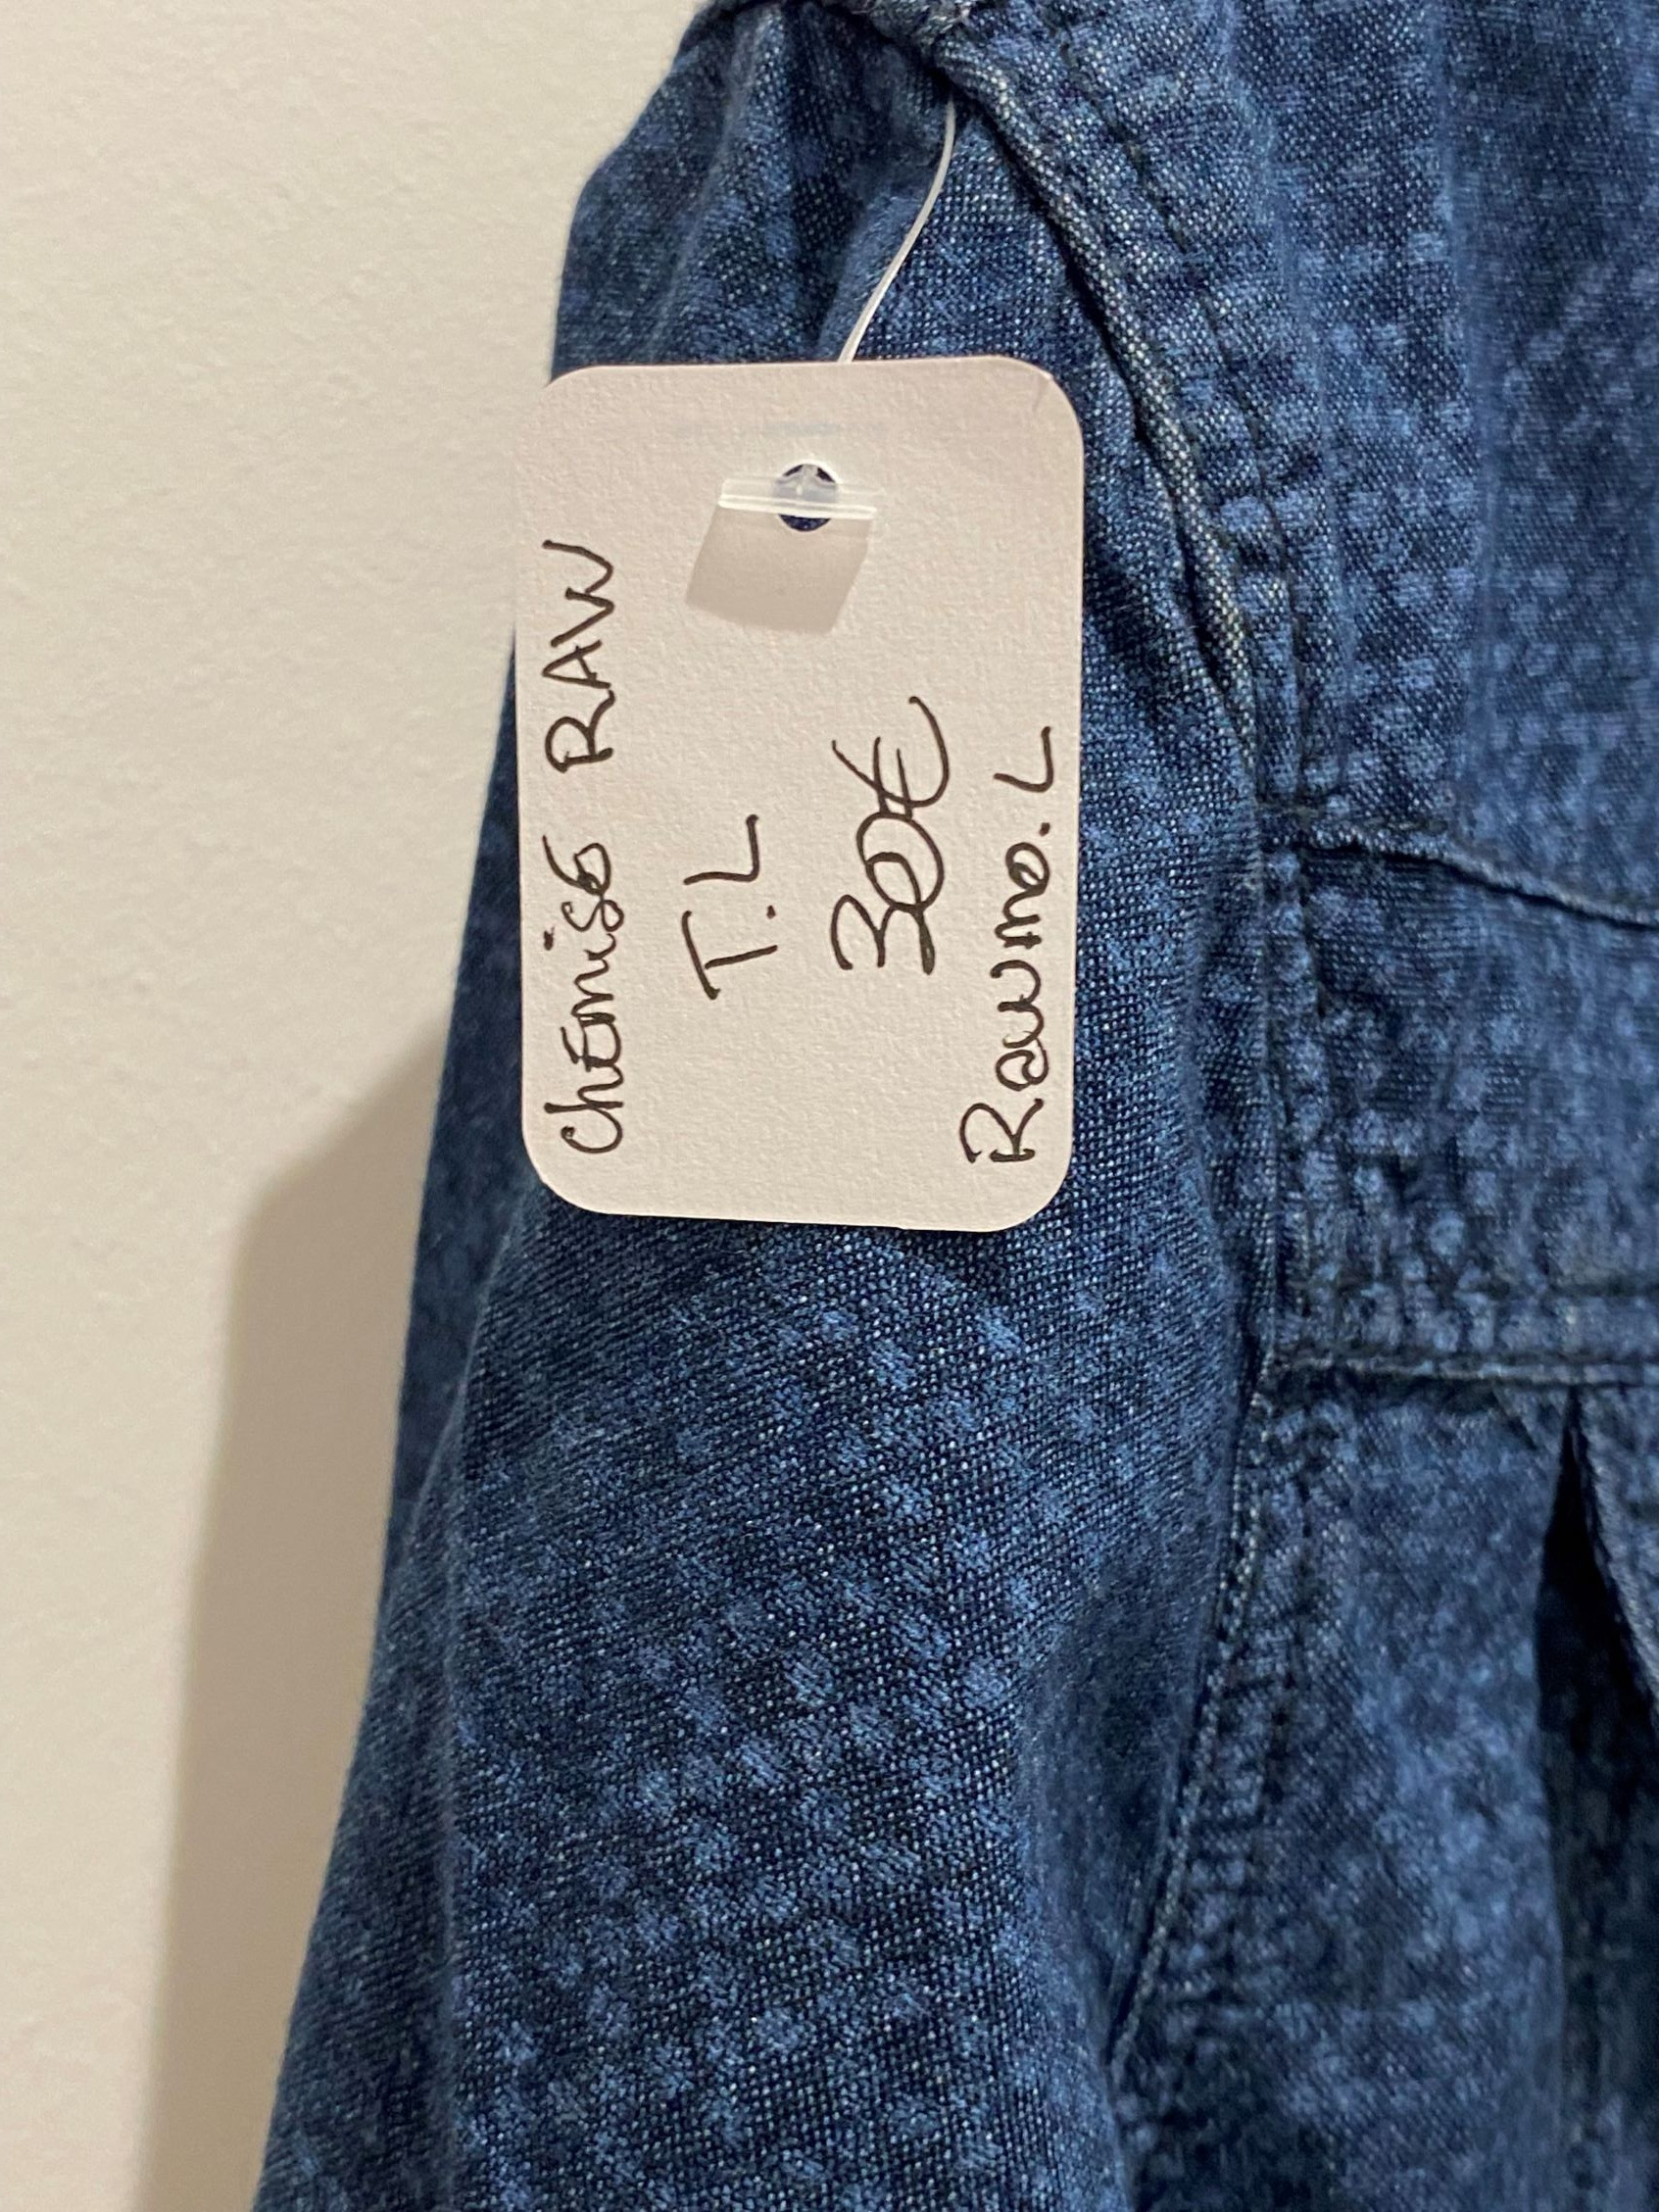 Chemise RAW
T.L
30€
Rawmo.L